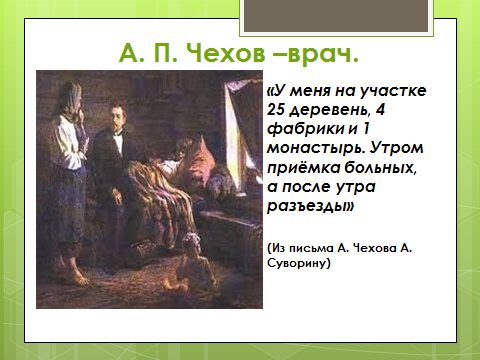 А. П. Чехов –врач.
«У меня на участке
25 деревень, 4
фабрики и 1
монастырь. Утром
приёмка больных,
а после утра
разъезды»
(Из письма А. Чехова А.
Суворину)